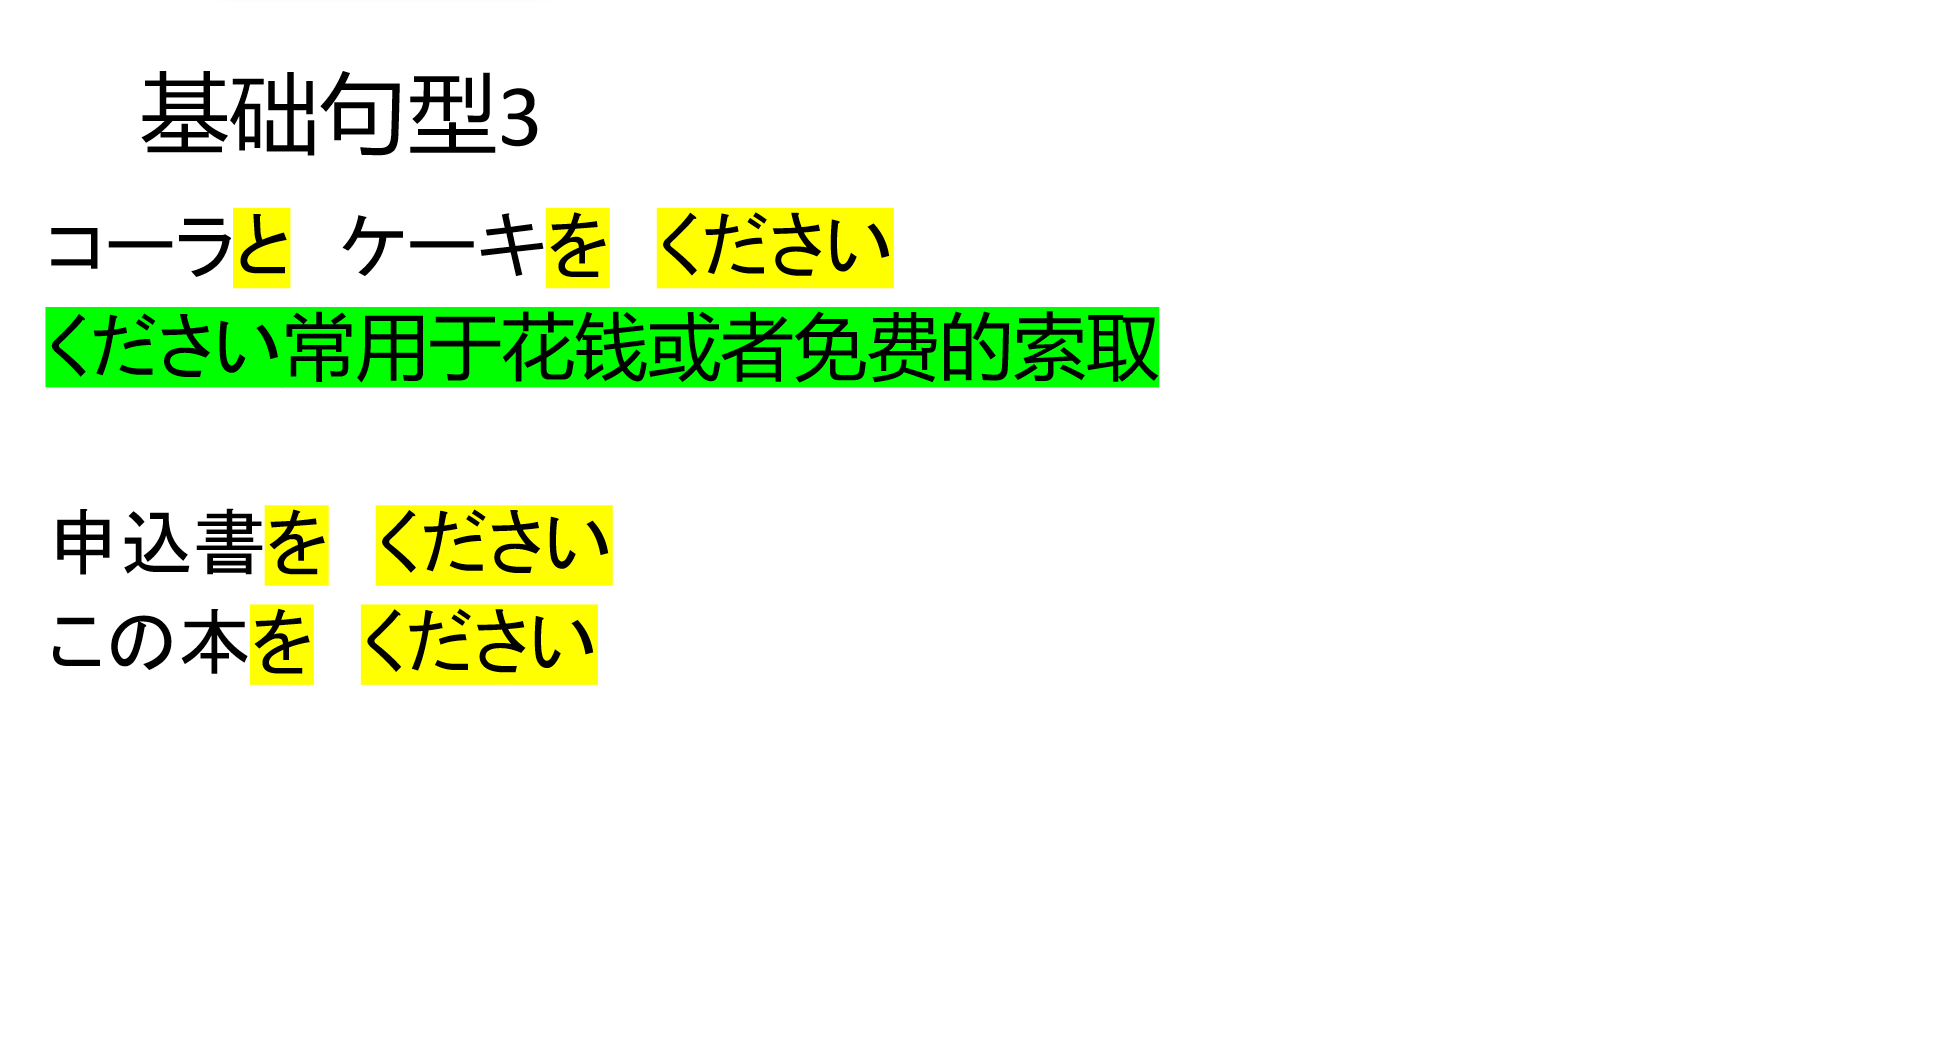 基础句型3
コーラと　ケーキを　ください
ください常用于花钱或者免费的索取
申込書を　ください
この本を　ください